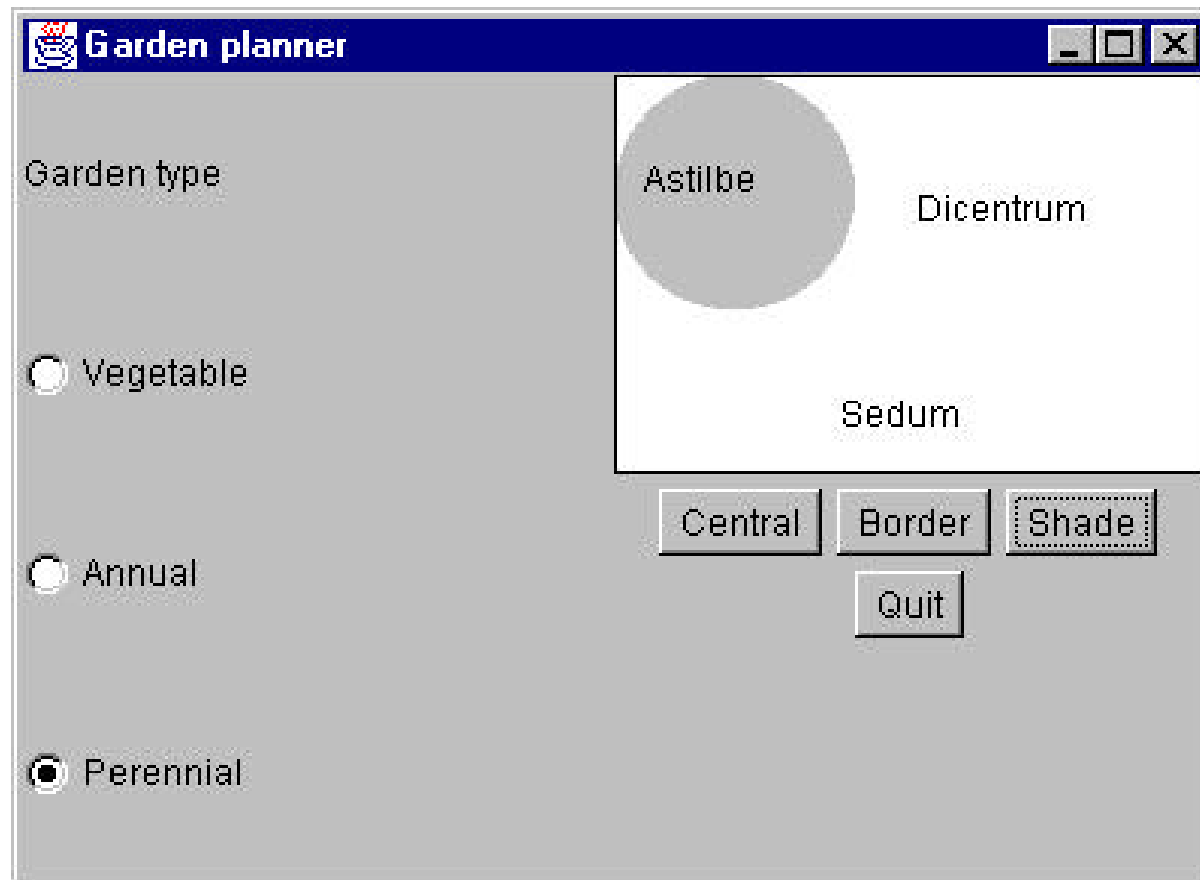 Garden planner
Garden type
Vegetable
Annual
Perennial
Astilbe
Dicentrum
Sedum
Central Border Shade
Quit